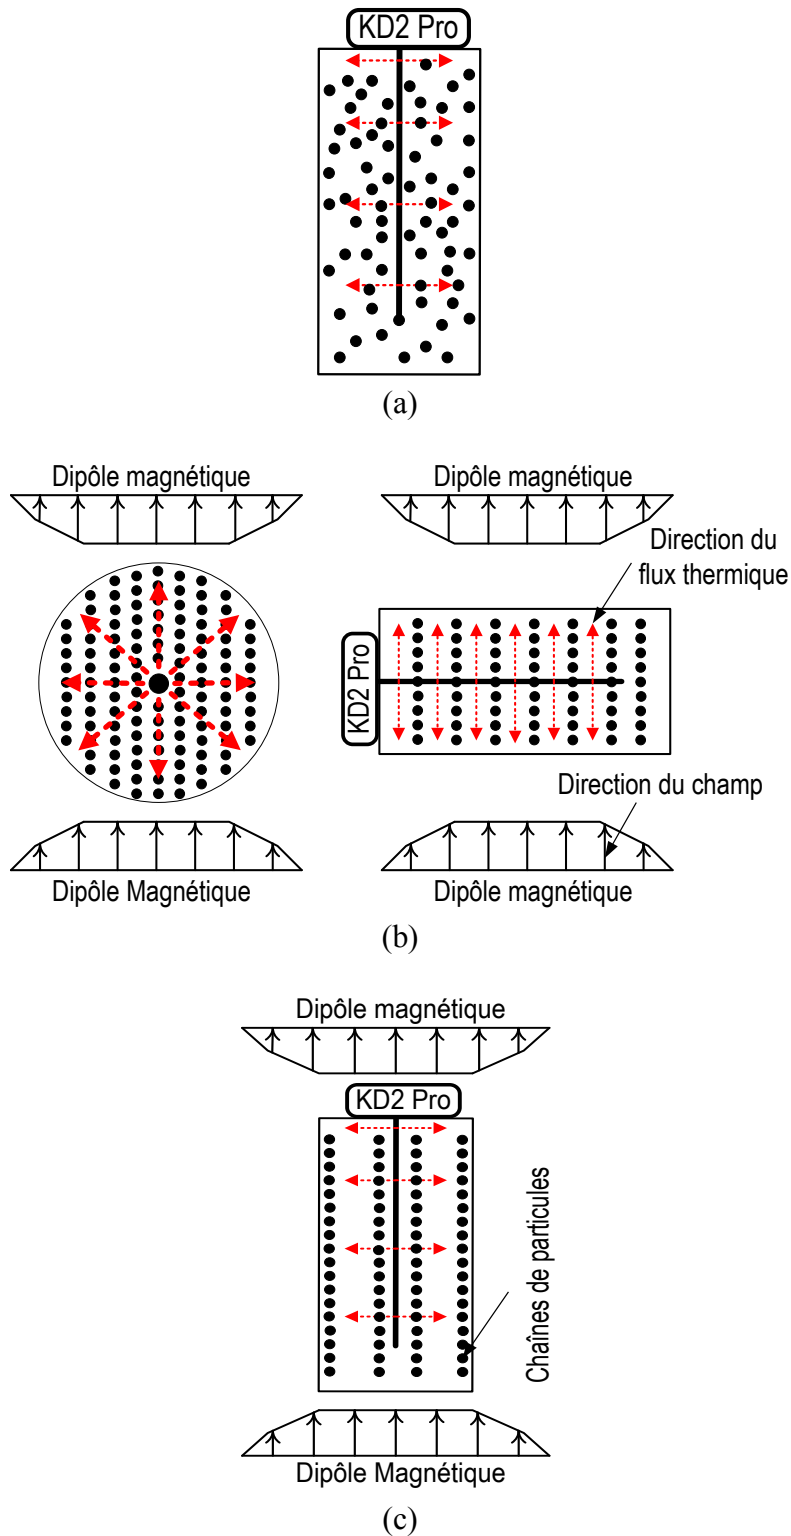 KD2 Pro
(a)
Dipôle magnétique
Dipôle magnétique
Direction du
flux thermique
KD2 Pro
Direction du champ
Dipôle Magnétique
Dipôle magnétique
(b)
Dipôle magnétique
KD2 Pro
Chaînes de particules
Dipôle Magnétique
(c)